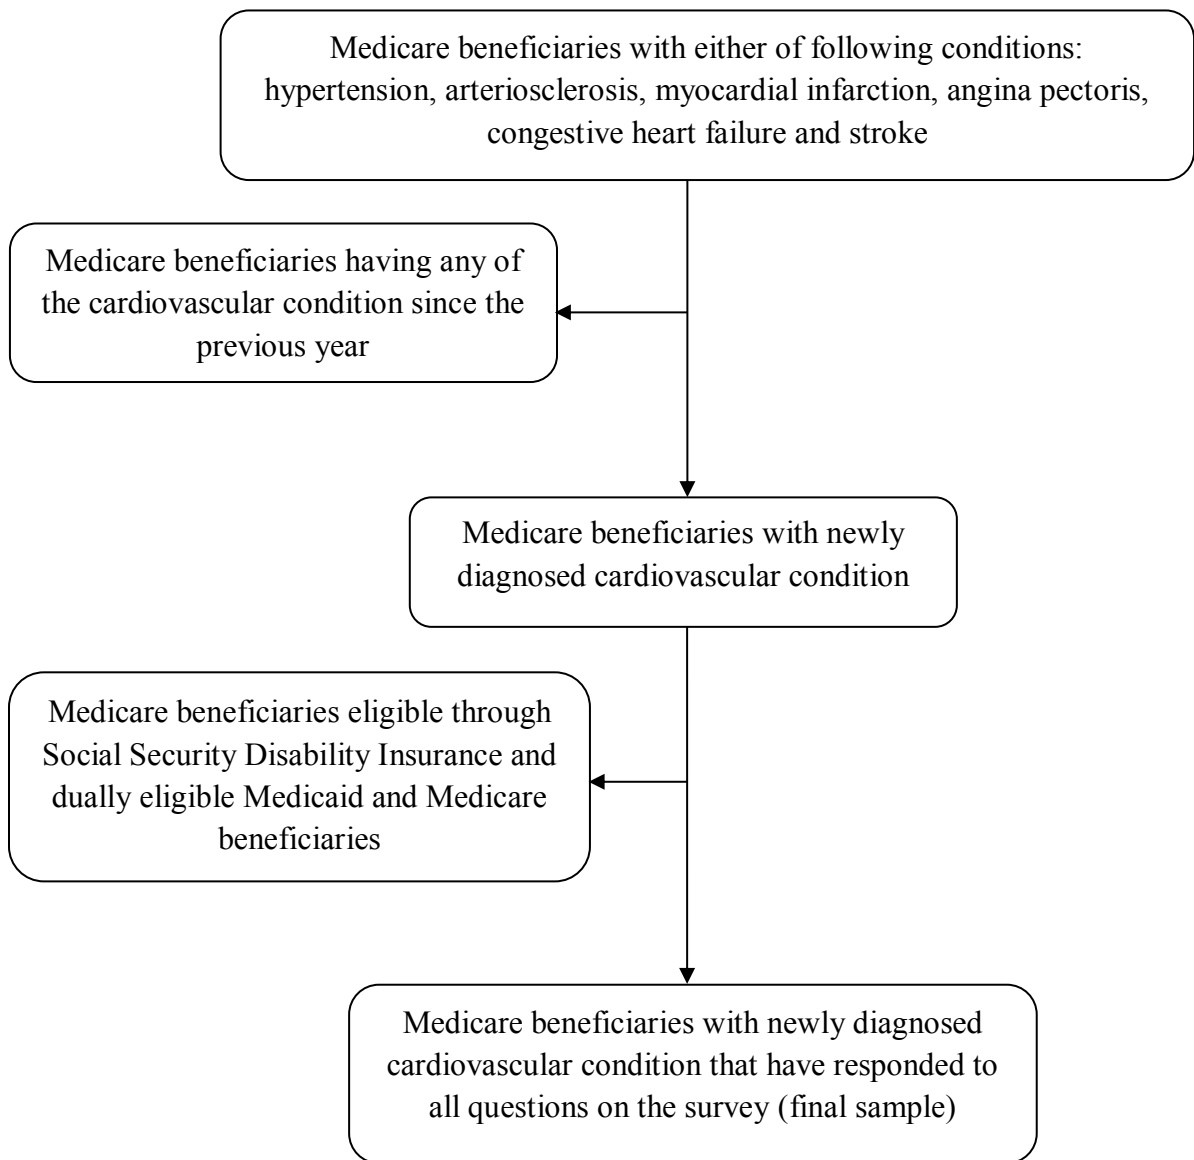 Medicare beneficiaries with either of following conditions:
hypertension, arteriosclerosis, myocardial infarction, angina pectoris,
congestive heart failure and stroke
Medicare beneficiaries having any of
the cardiovascular condition since the
previous year
Medicare beneficiaries with newly
diagnosed cardiovascular condition
Medicare beneficiaries eligible through
Social Security Disability Insurance and
dually eligible Medicaid and Medicare
beneficiaries
Medicare beneficiaries with newly diagnosed
cardiovascular condition that have responded to
all questions on the survey (final sample)